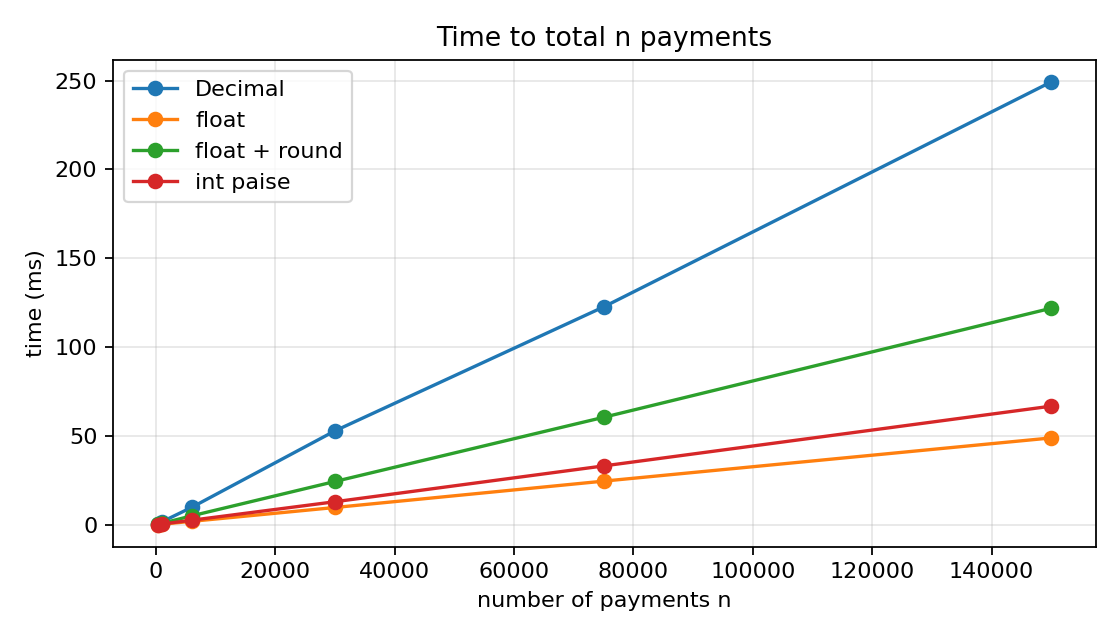 Time to total n payments
Decimal
float
float + round
int paise
250
200
150
100
50
0
time (ms)
0 20000 40000 60000 80000 100000 120000 140000
number of payments n